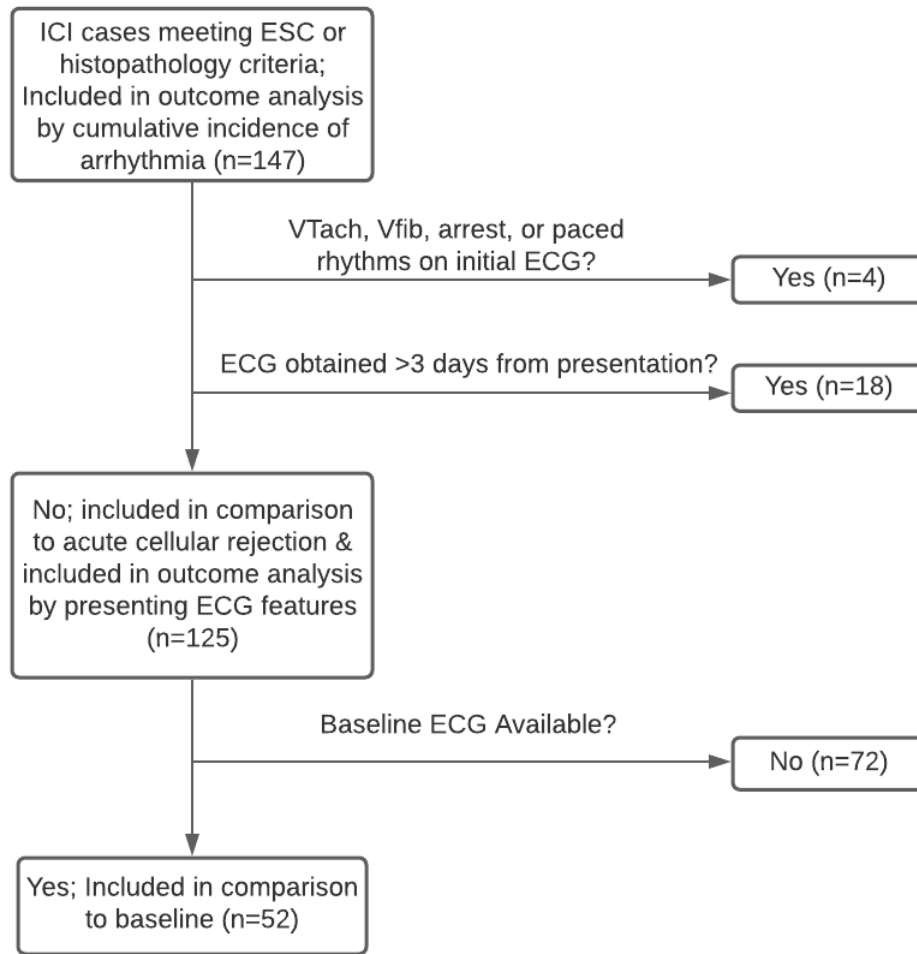 ICI cases meeting ESC or
histopathology criteria;
Included in outcome analysis
by cumulative incidence of
arrhythmia (n=147)
VTach, Vfib, arrest, or paced
rhythms on initial ECG?
Yes (n=4)
ECG obtained >3 days from presentation?
Yes (n=18)
No; included in comparison
to acute cellular rejection &
included in outcome analysis
by presenting ECG features
(n=125)
Baseline ECG Available?
No (n=72)
Yes; Included in comparison
to baseline (n=52)